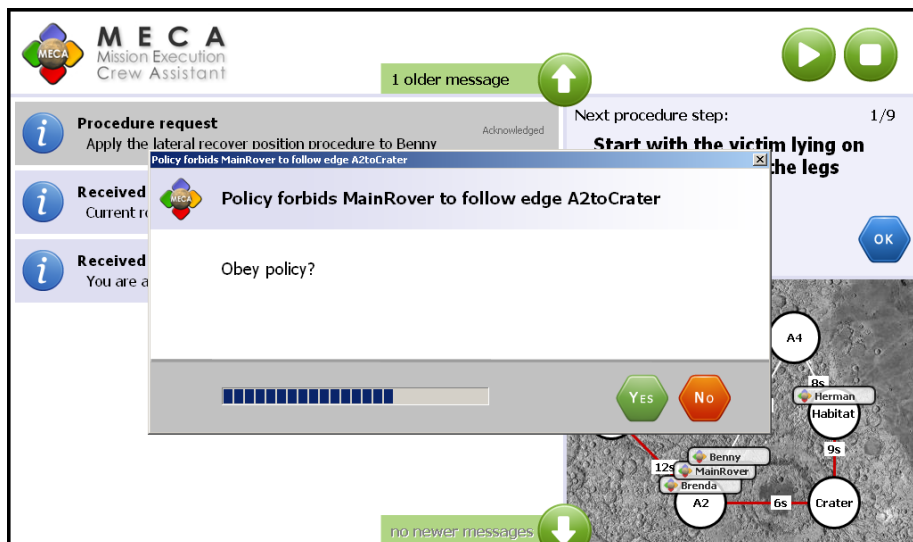 MECA
M E C A
Mission Execution
Crew Assistant
1 older message
Procedure request
Acknowledged
Apply the lateral recover position procedure to Benny
Received
Current
Received
You are a
Next procedure step:
1/9
Start with the victim lying on
the legs
OK
Policy forbids MainRover to follow edge A2toCrater
MECA
Policy forbids MainRover to follow edge A2toCrater
Obey policy?
YES
NO
A4
8s
Herman
Habitat
9s
Benny
12s
MainRover
Brenda
A2
6s
Crater
no newer messages